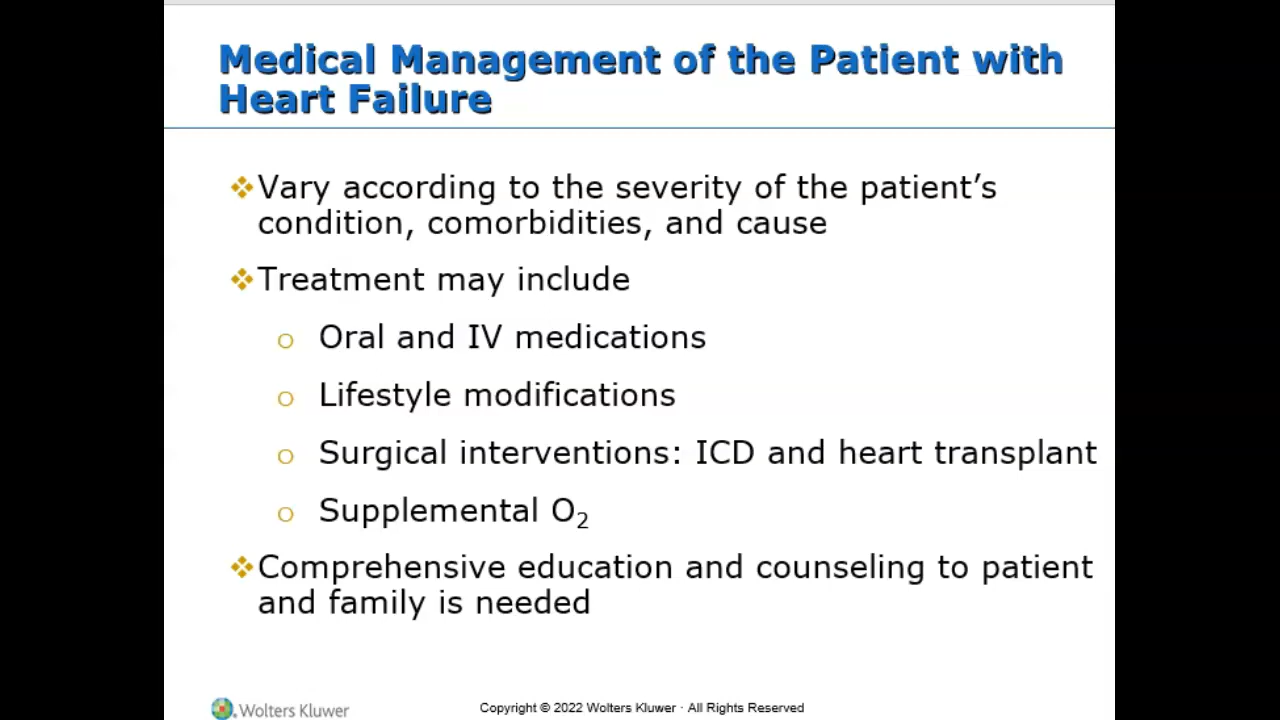 Medical Management of the Patient with
Heart Failure
❖Vary according to the severity of the patient’s
condition, comorbidities, and cause
❖Treatment may include
o Oral and IV medications
o Lifestyle modifications
o Surgical interventions: ICD and heart transplant
o Supplemental O₂
❖Comprehensive education and counseling to patient
and family is needed
Wolters Kluwer
Copyright © 2022 Wolters Kluwer · All Rights Reserved